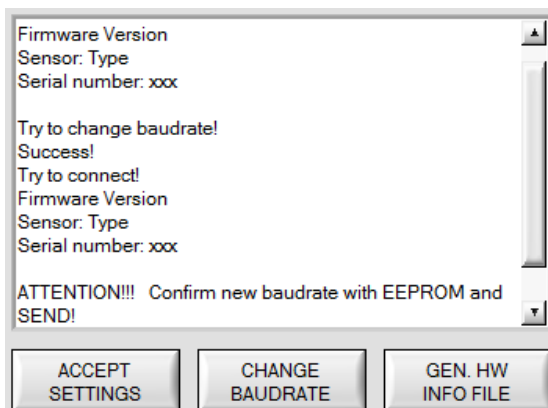 Firmware Version
Sensor: Type
Serial number: xxx
Try to change baudrate!
Success!
Try to connect!
Firmware Version
Sensor: Type
Serial number: xxx
ATTENTION!!!   Confirm new baudrate with EEPROM and
SEND!
ACCEPT
SETTINGS
CHANGE
BAUDRATE
GEN. HW
INFO FILE